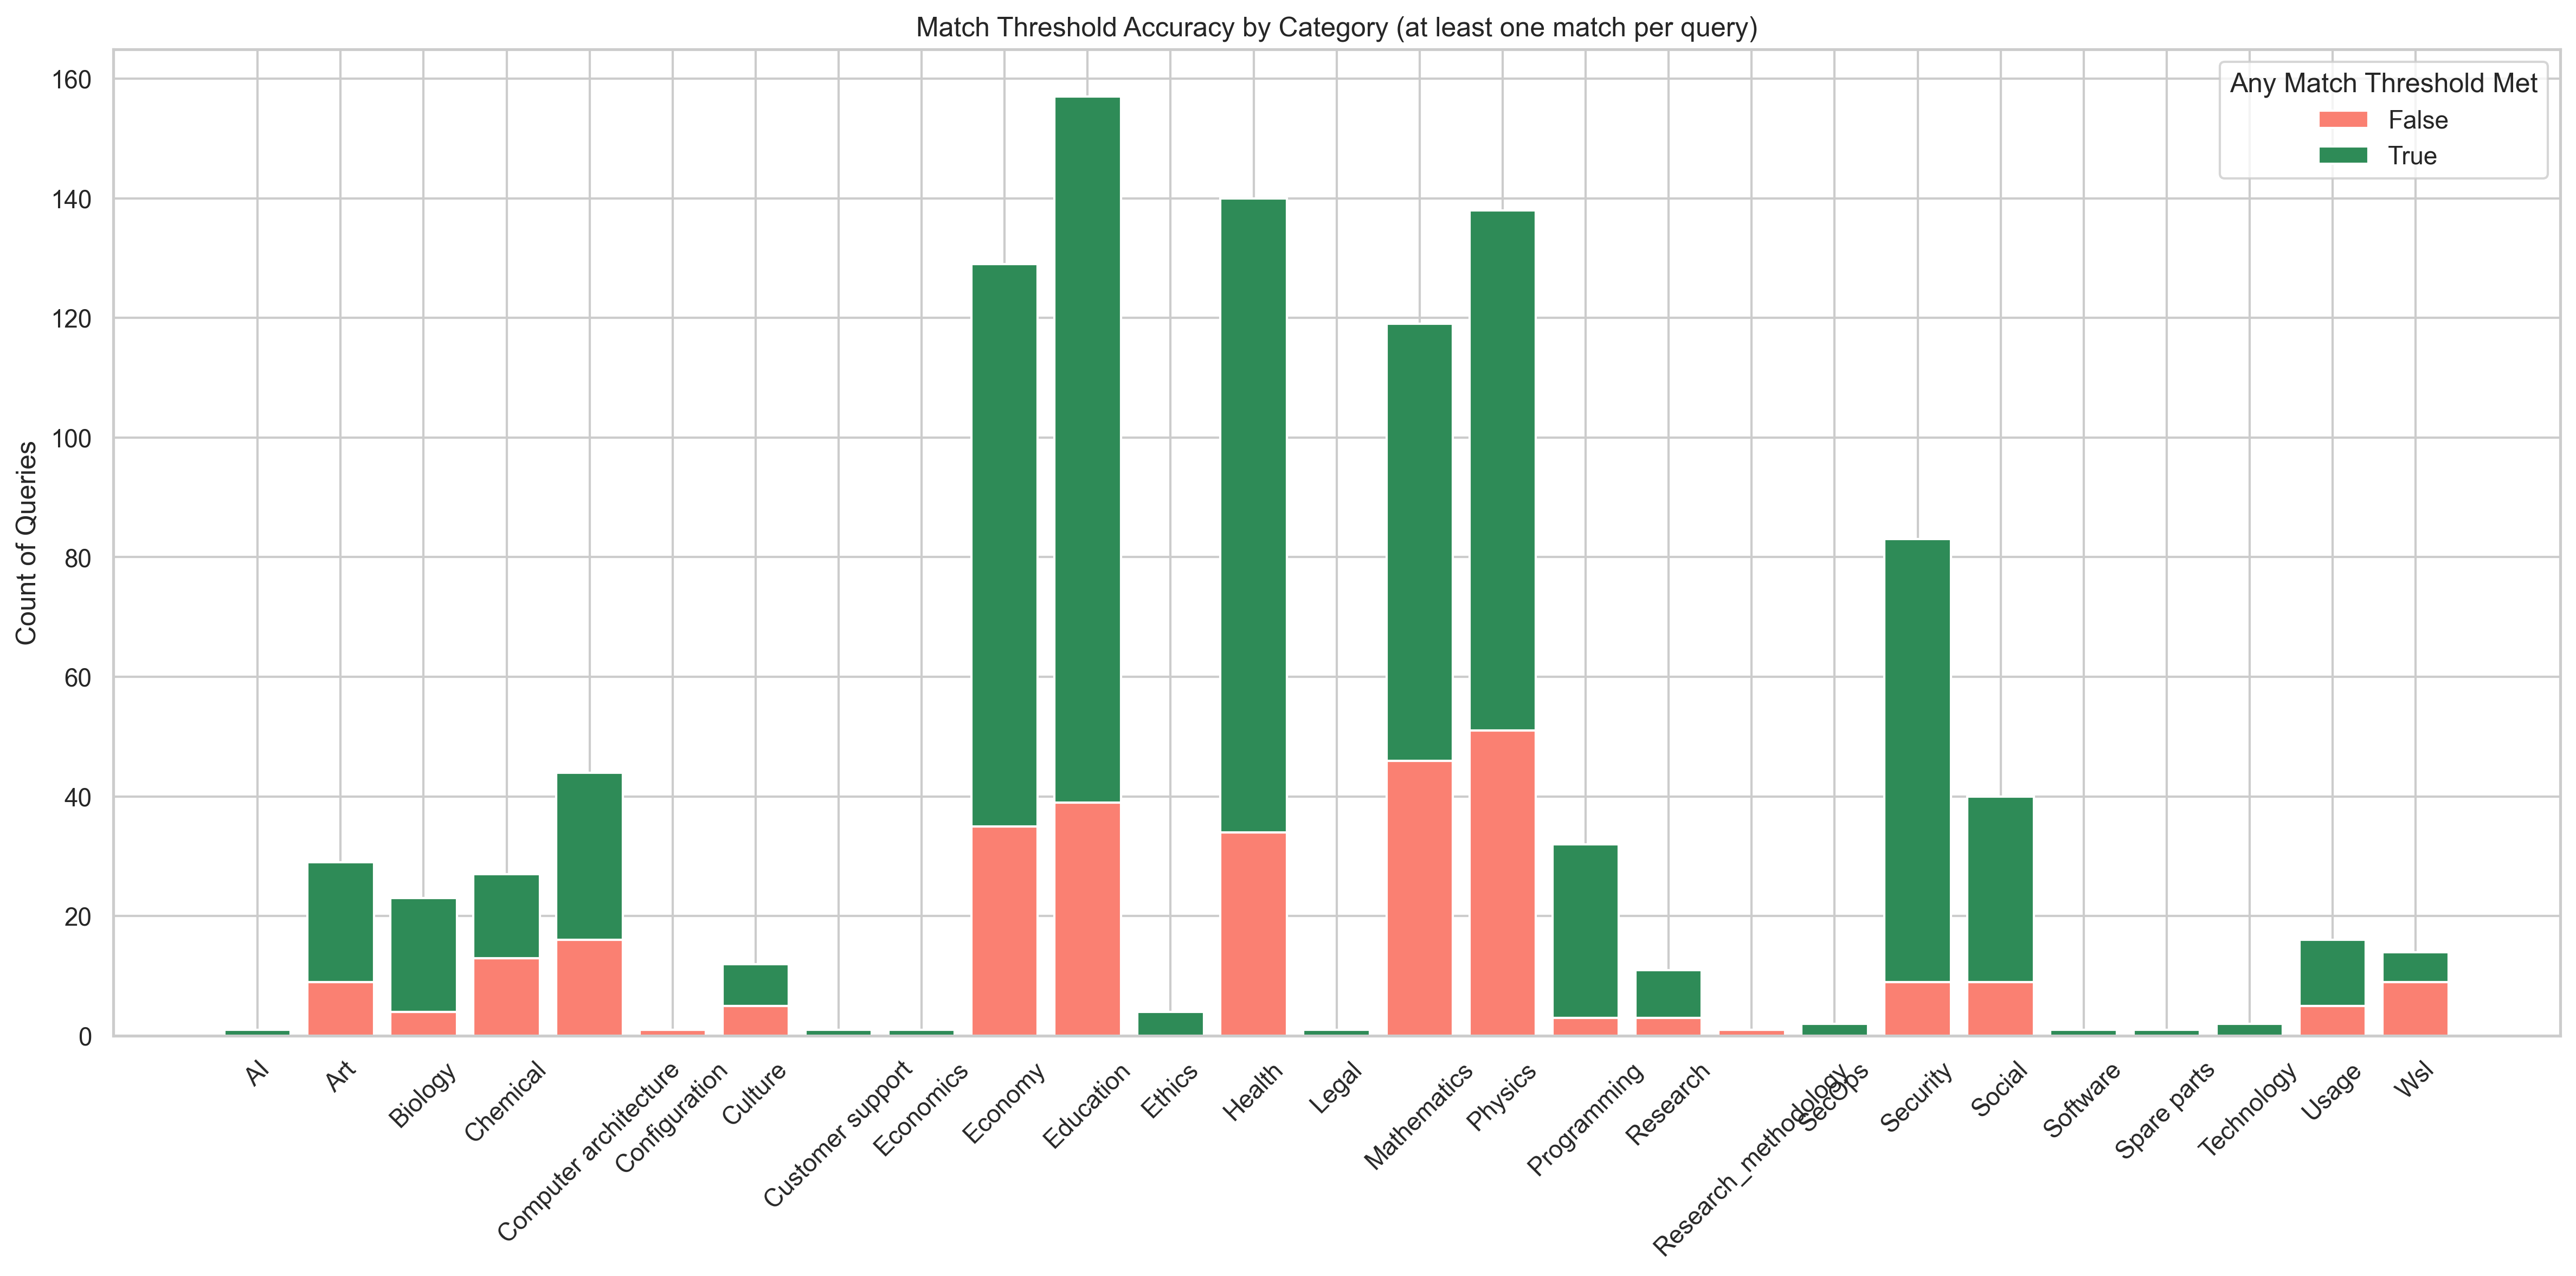 Match Threshold Accuracy by Category (at least one match per query)
Any Match Threshold Met
False
True
Count of Queries
160
140
120
100
80
60
40
20
0
AI
Art
Biology
Chemical
Computer architecture
Configuration
Culture
Customer support
Economics
Economy
Education
Ethics
Health
Legal
Mathematics
Physics
Programming
Research
Research_methodology
SecOps
Security
Social
Software
Spare parts
Technology
Usage
Wsl